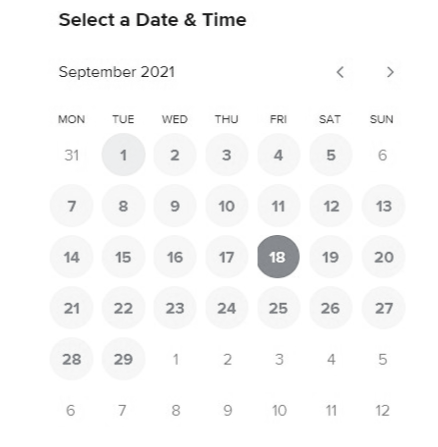 Select a Date & Time
September 2021
MON TUE WED THU FRI SAT SUN
31 1 2 3 4 5 6
7 8 9 10 11 12 13
14 15 16 17 18 19 20
21 22 23 24 25 26 27
28 29 1 2 3 4 5
6 7 8 9 10 11 12